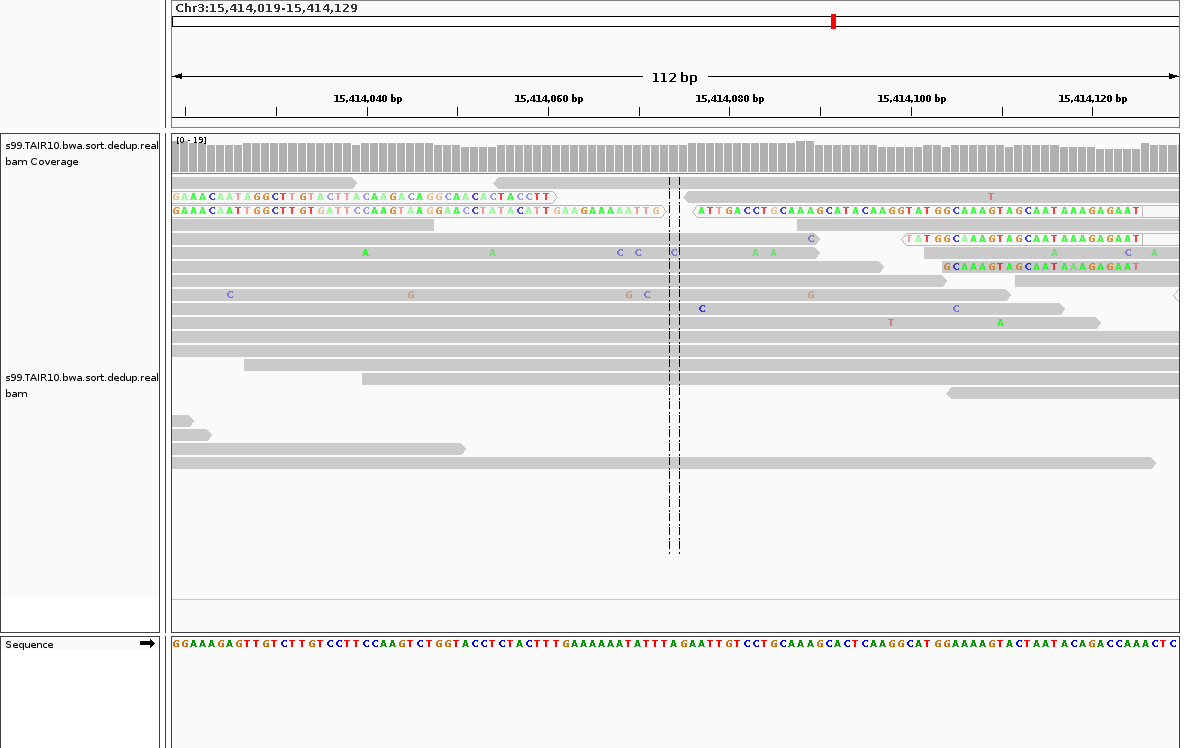 Chr3:15,414,019-15,414,129
112 bp
15,414,040 bp 15,414,060 bp 15,414,080 bp 15,414,100 bp 15,414,120 bp
s99.TAIR10.bwa.sort.dedup.real
bam Coverage
[0 - 19]
GAAACAATAGGCTTGTACTTACAAGACAGGCAACACTACCTT T
GAAACAATTGGCTTGTGATTCCAAGTAAGGAACCTATACATTGAAGAAAAATTG ATTGACCTGCAAAGCATACAAGGTATGGCAAAGTAGCAATAAAGAGAAT
C TATGGCAAAGTAGCAATAAAGAGAAT
A A C C C A A A C A
GCAAAGTAGCAATAAAGAGAAT
C G G C G
C C
T A
s99.TAIR10.bwa.sort.dedup.real
bam
Sequence
GGAAAGAGTTGTCTTGTCCTTCCAAGTCTGGTACCTCTACTTTGAAAAAATATTTAGAATTGTCCTGCAAAGCACTCAAGGCATGGAAAAGTACTAATACAGACCAAACTC